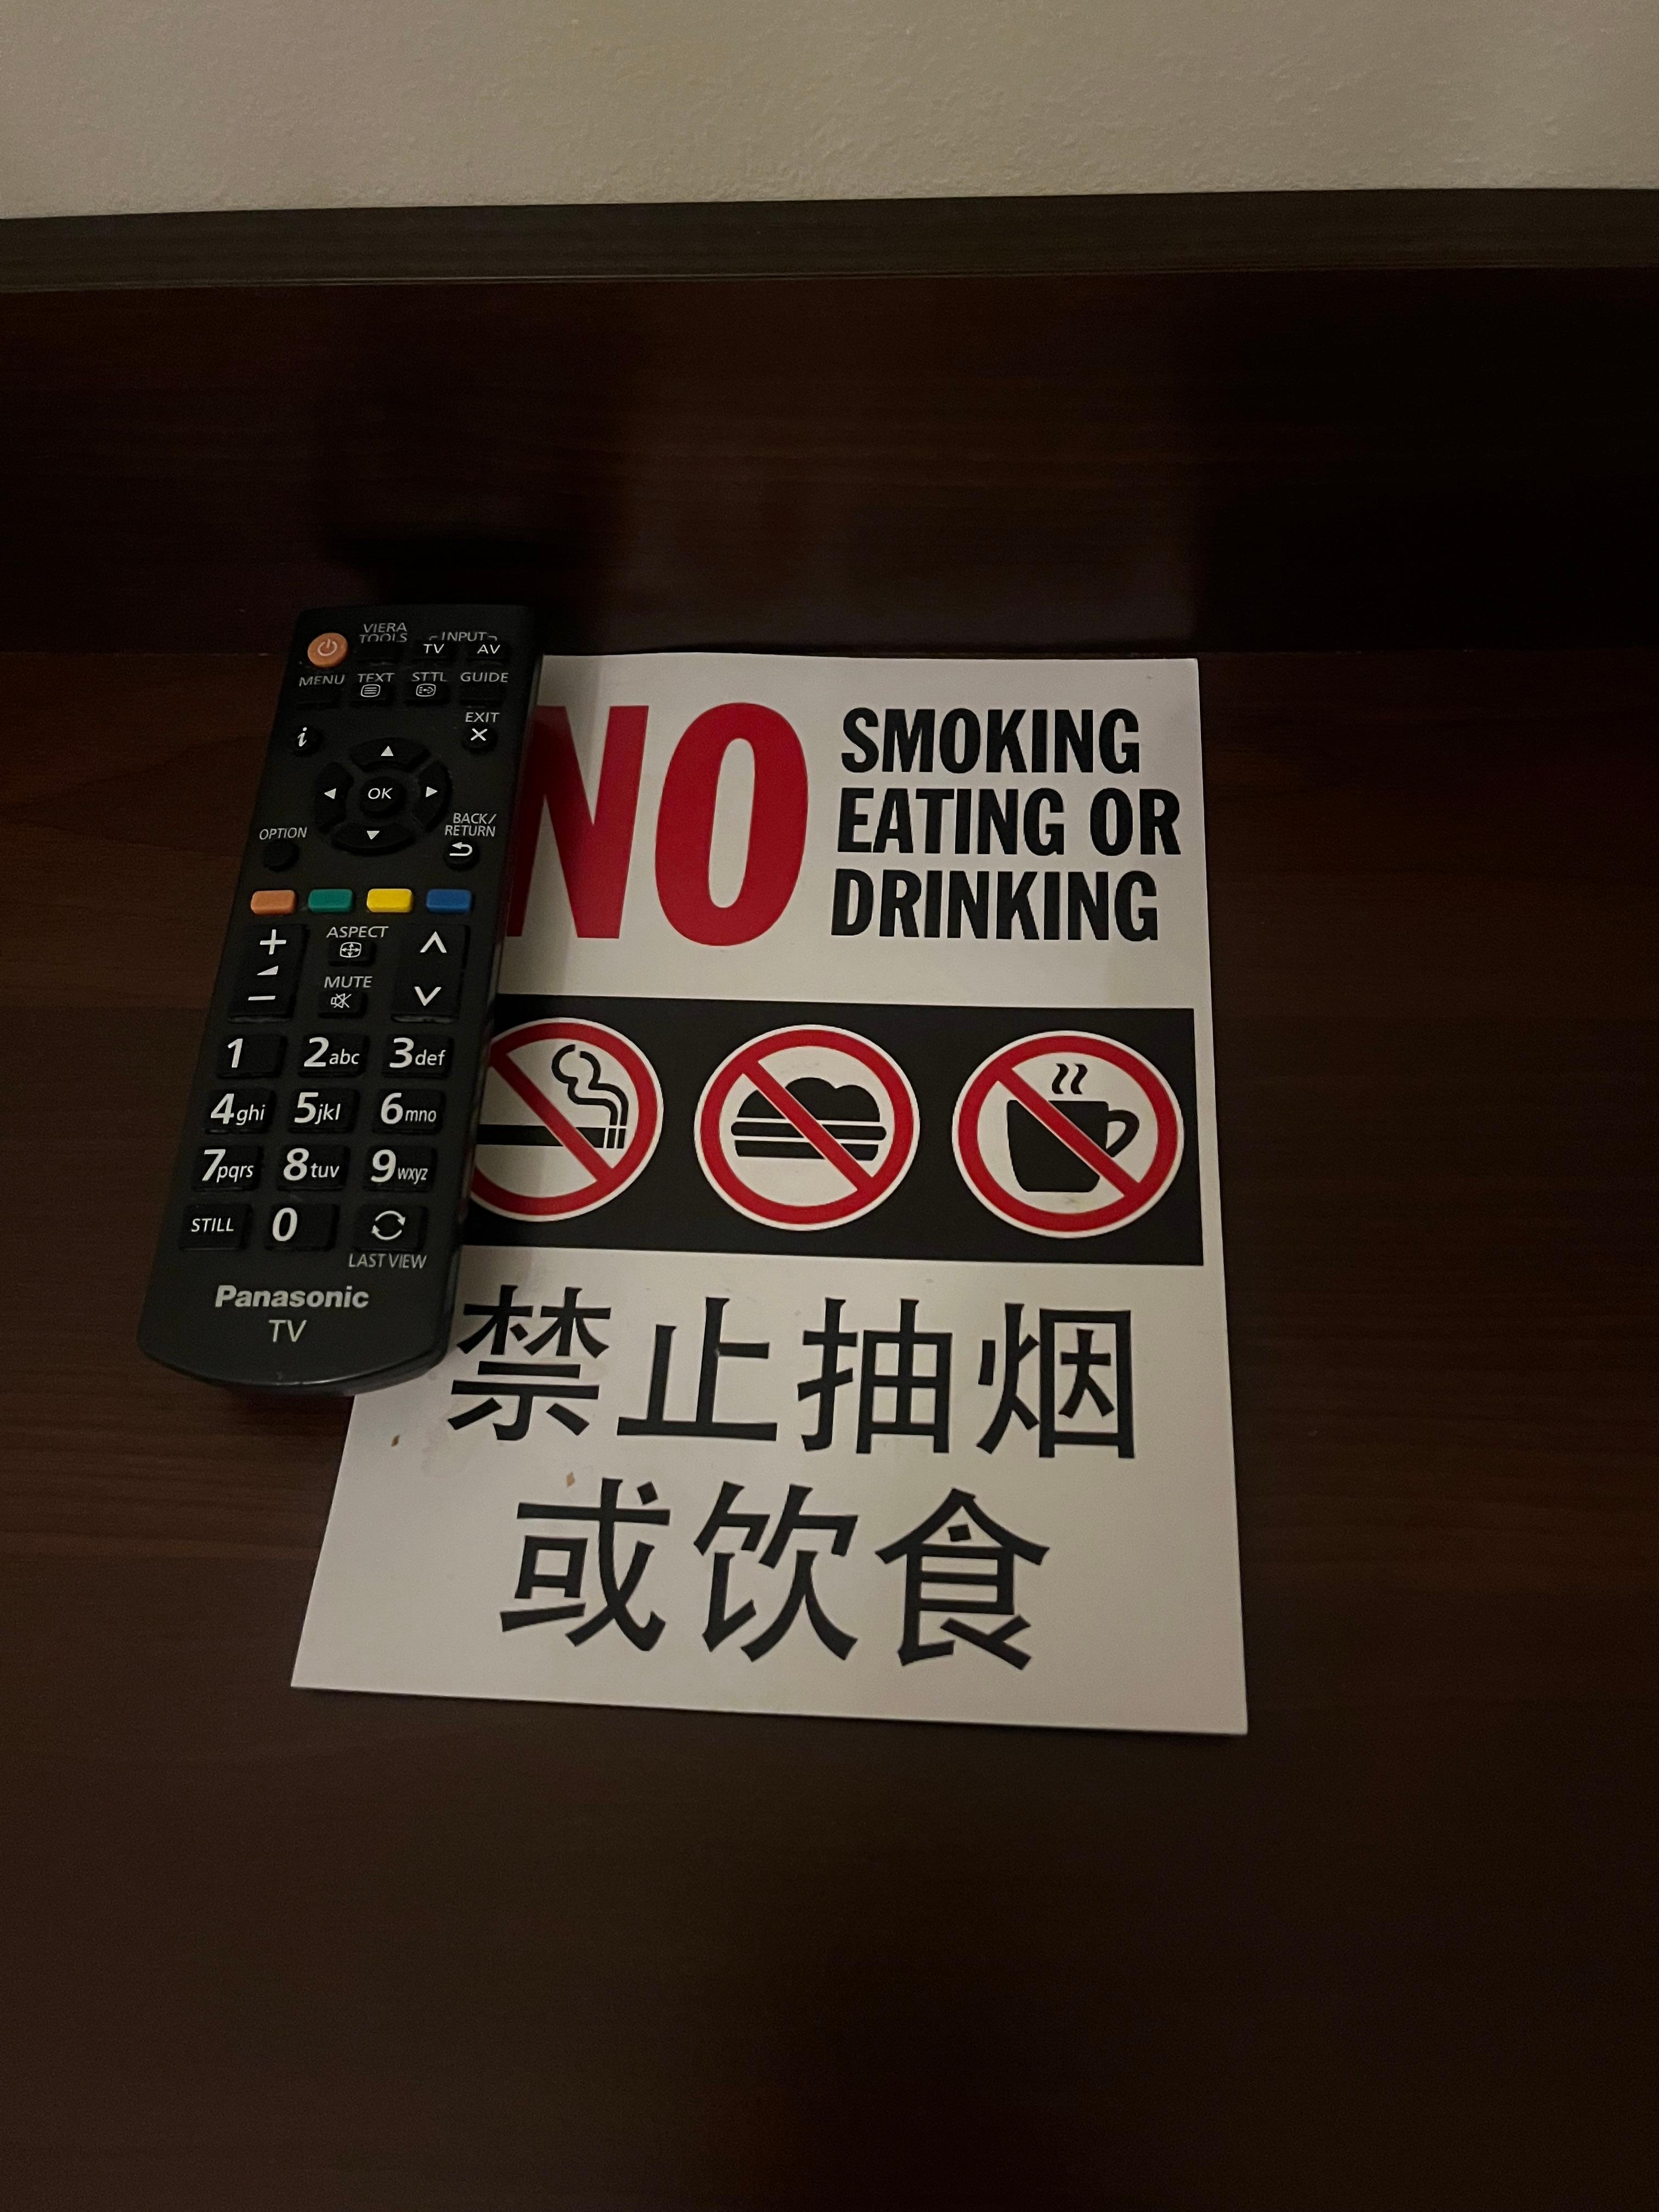 VIERA
TOOLS
INPUT
TV AV
MENU TEXT STTL GUIDE
EXIT
i
OK
OPTION
BACK/
RETURN
ASPECT
MUTE
1 2abc 3def
4ghi 5jkl 6mno
7pqrs 8tuv 9wxyz
STILL 0
LAST VIEW
Panasonic
TV
NO SMOKING
EATING OR
DRINKING
禁止抽烟
或饮食